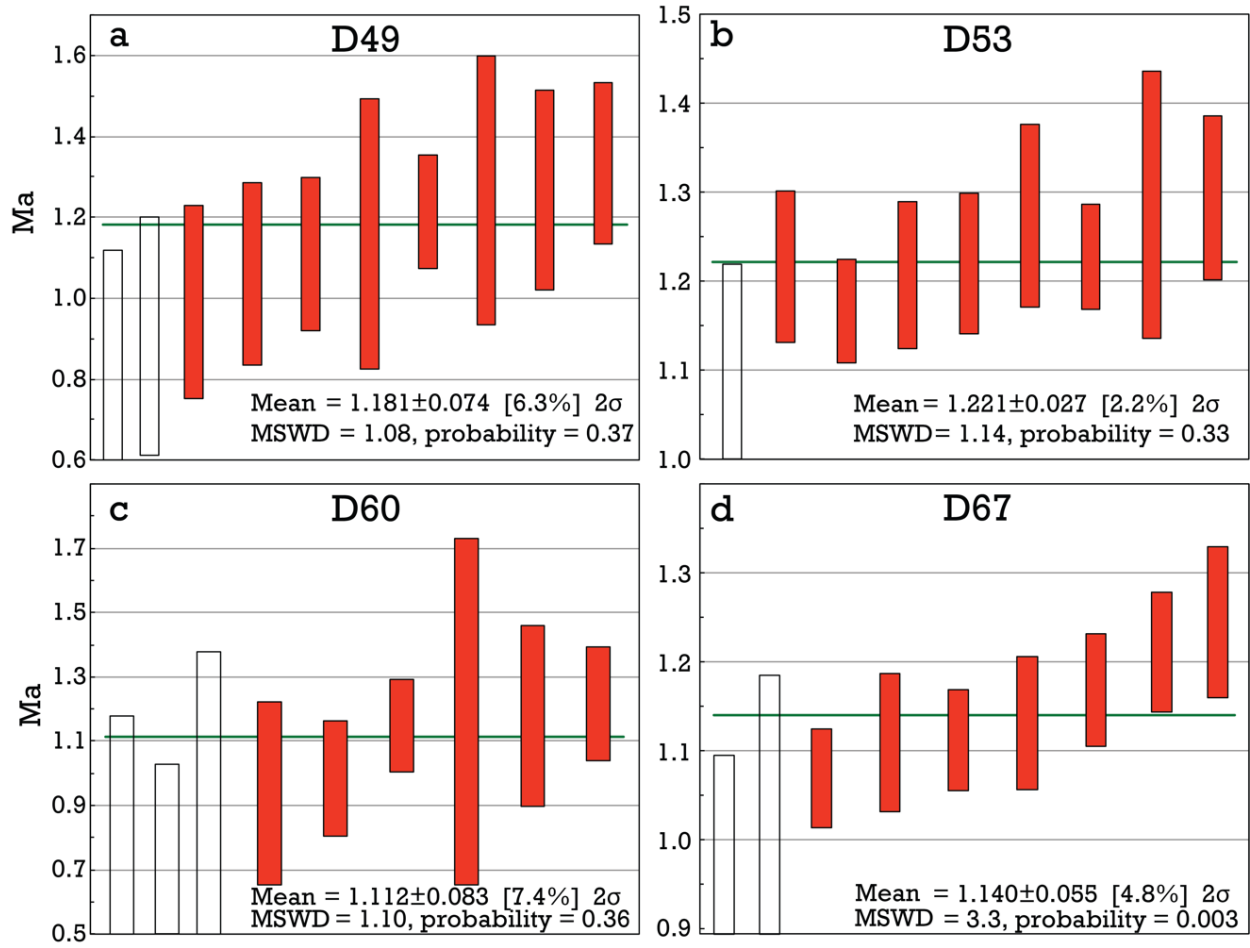 a D49
Ma
1.6
1.4
1.2
1.0
0.8
0.6
Mean = 1.181±0.074 [6.3%] 2σ
MSWD = 1.08, probability = 0.37
b D53
1.5
1.4
1.3
1.2
1.1
1.0
Mean = 1.221±0.027 [2.2%] 2σ
MSWD= 1.14, probability = 0.33
c D60
Ma
1.7
1.5
1.3
1.1
0.9
0.7
0.5
Mean = 1.112±0.083 [7.4%] 2σ
MSWD = 1.10, probability = 0.36
d D67
1.3
1.2
1.1
1.0
0.9
Mean = 1.140±0.055 [4.8%] 2σ
MSWD = 3.3, probability = 0.003